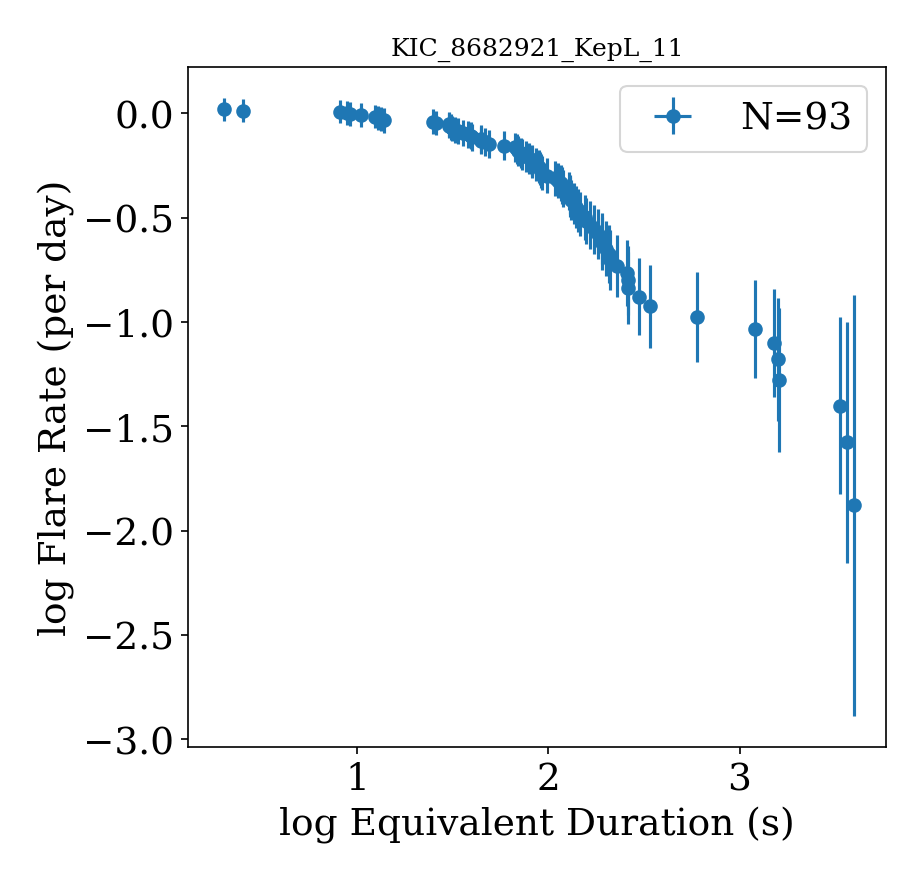 KIC_8682921_KepL_11
N=93
log Flare Rate (per day)
0.0
−0.5
−1.0
−1.5
−2.0
−2.5
−3.0
1
2
3
log Equivalent Duration (s)